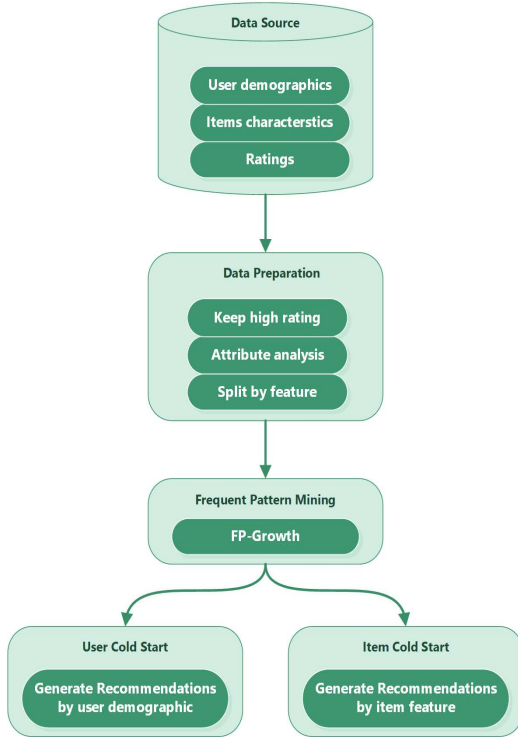 Data Source
User demographics
Items characterstics
Ratings
Data Preparation
Keep high rating
Attribute analysis
Split by feature
Frequent Pattern Mining
FP-Growth
User Cold Start
Generate Recommendations
by user demographic
Item Cold Start
Generate Recommendations
by item feature